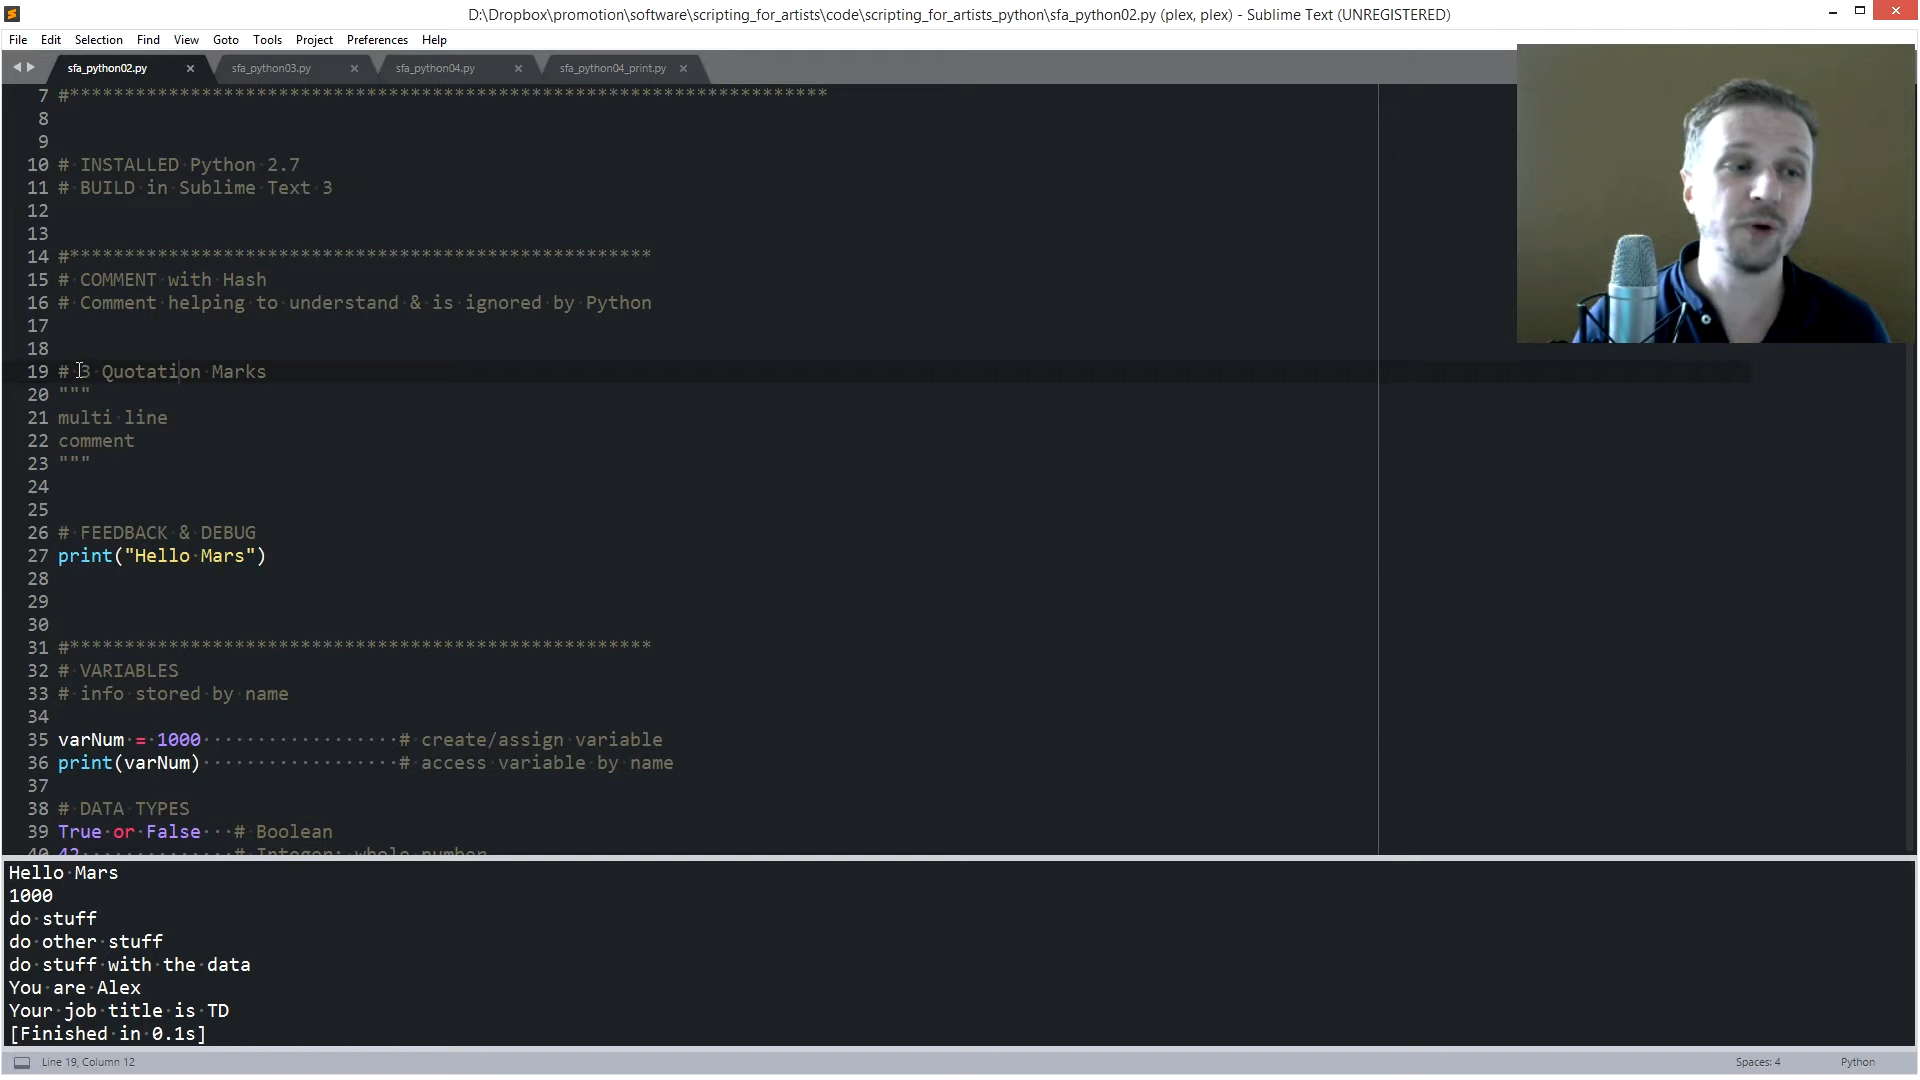 D:\Dropbox\promotion\software\scripting_for_artists\code\scripting_for_artists_python\sfa_python02.py (plex, plex) - Sublime Text (UNREGISTERED)
File Edit Selection Find View Goto Tools Project Preferences Help
sfa_python02.py sfa_python03.py sfa_python04.py sfa_python04_print.py
7 #*********************************************************************
8
9
10 # INSTALLED Python 2.7
11 # BUILD in Sublime Text 3
12
13
14 #*****************************************************
15 # COMMENT with Hash
16 # Comment helping to understand & is ignored by Python
17
18
19 # 3 Quotation Marks
20 """
21 multi line
22 comment
23 """
24
25
26 # FEEDBACK & DEBUG
27 print("Hello Mars")
28
29
30
31 #*****************************************************
32 # VARIABLES
33 # info stored by name
34
35 varNum = 1000 # create/assign variable
36 print(varNum) # access variable by name
37
38 # DATA TYPES
39 True or False # Boolean
40 42 # Integer: whole number
Hello Mars
1000
do stuff
do other stuff
do stuff with the data
You are Alex
Your job title is TD
[Finished in 0.1s]
Line 19, Column 12 Spaces: 4 Python